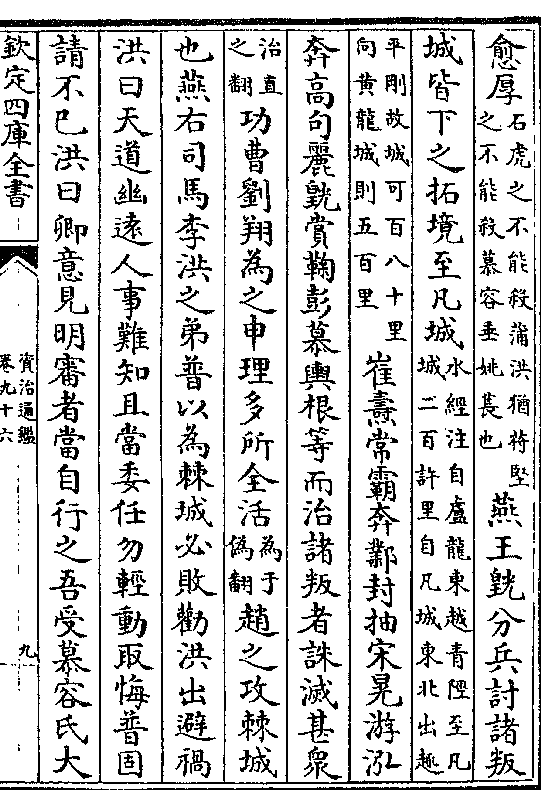 愈厚石虎之不能殺蒲洪猶苻堅之不能殺慕容垂姚萇也燕王皝分兵討諸叛
城皆下之拓境至凡城水經注自盧龍東越青陘至凡城二百許里自凡城東北出趣
平剛故城可百八十里向黃龍城則五百里崔燾常霸奔鄴封抽宋晃游泓
奔高句麗皝賞鞠彭慕輿根等而治諸叛者誅滅甚衆
治直之翻功曹劉翔為之申理多所全活為于偽翻趙之攻棘城
也燕右司馬李洪之弟普以為棘城必敗勸洪出避禍
洪曰天道幽遠人事難知且當委任勿輕動取悔普固
請不已洪曰卿意見明審者當自行之吾受慕容氏大
欽定四庫全書
資治通鑑
卷九十六
九